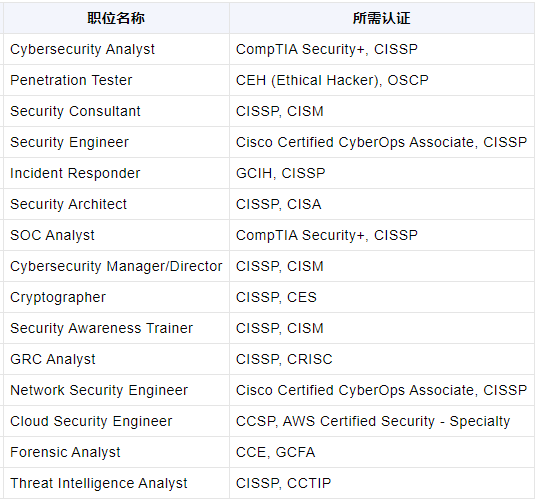 职位名称 所需认证
Cybersecurity Analyst CompTIA Security+, CISSP
Penetration Tester CEH (Ethical Hacker), OSCP
Security Consultant CISSP, CISM
Security Engineer Cisco Certified CyberOps Associate, CISSP
Incident Responder GCIH, CISSP
Security Architect CISSP, CISA
SOC Analyst CompTIA Security+, CISSP
Cybersecurity Manager/Director CISSP, CISM
Cryptographer CISSP, CES
Security Awareness Trainer CISSP, CISM
GRC Analyst CISSP, CRISC
Network Security Engineer Cisco Certified CyberOps Associate, CISSP
Cloud Security Engineer CCSP, AWS Certified Security - Specialty
Forensic Analyst CCE, GCFA
Threat Intelligence Analyst CISSP, CCTIP